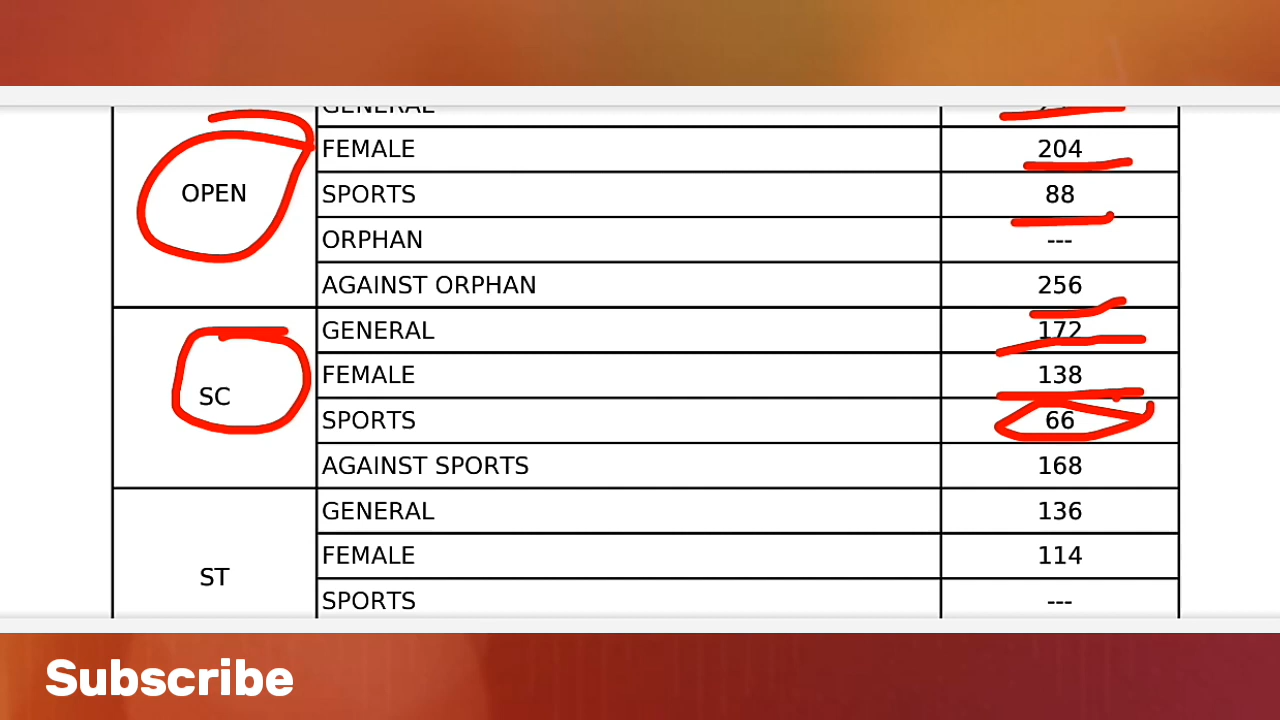 GENERAL
FEMALE 204
OPEN
SPORTS 88
ORPHAN ---
AGAINST ORPHAN 256
GENERAL 172
FEMALE 138
SC
SPORTS 66
AGAINST SPORTS 168
GENERAL 136
FEMALE 114
ST
SPORTS ---
Subscribe